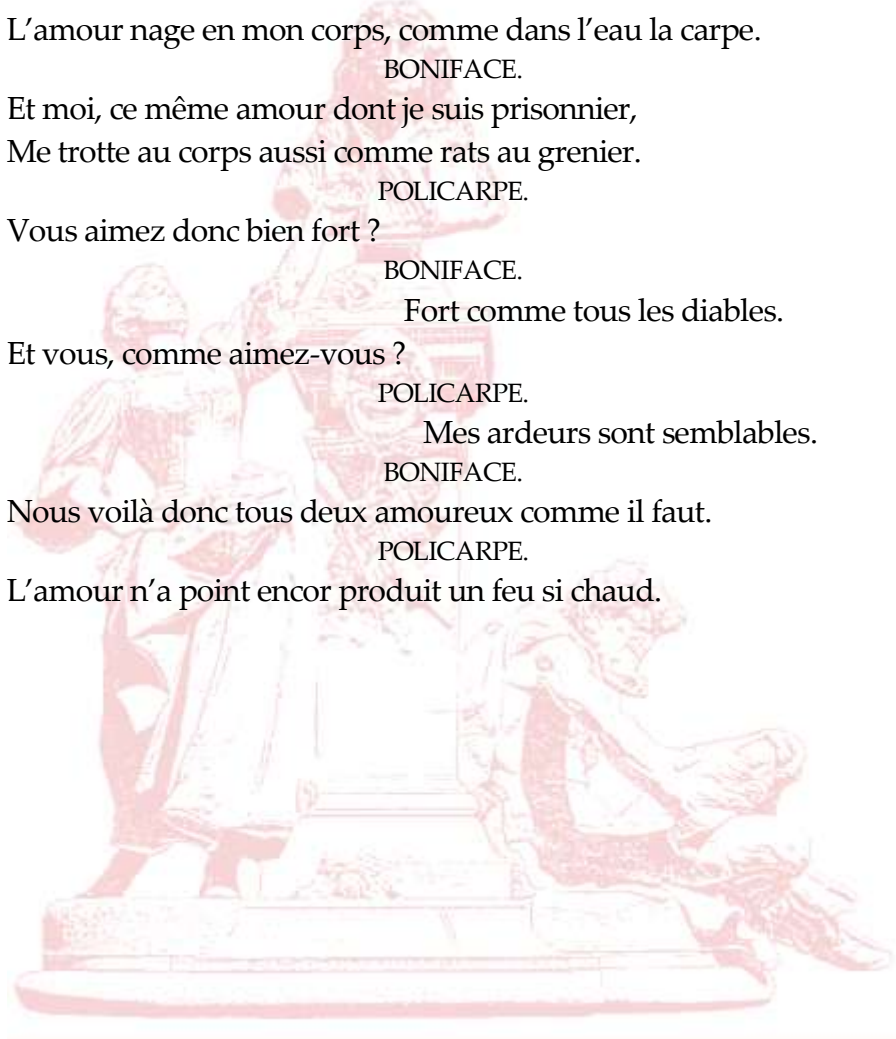 L’amour nage en mon corps, comme dans l’eau la carpe.
BONIFACE.
Et moi, ce même amour dont je suis prisonnier,
Me trotte au corps aussi comme rats au grenier.
POLICARPE.
Vous aimez donc bien fort ?
BONIFACE.
Fort comme tous les diables.
Et vous, comme aimez-vous ?
POLICARPE.
Mes ardeurs sont semblables.
BONIFACE.
Nous voilà donc tous deux amoureux comme il faut.
POLICARPE.
L’amour n’a point encor produit un feu si chaud.